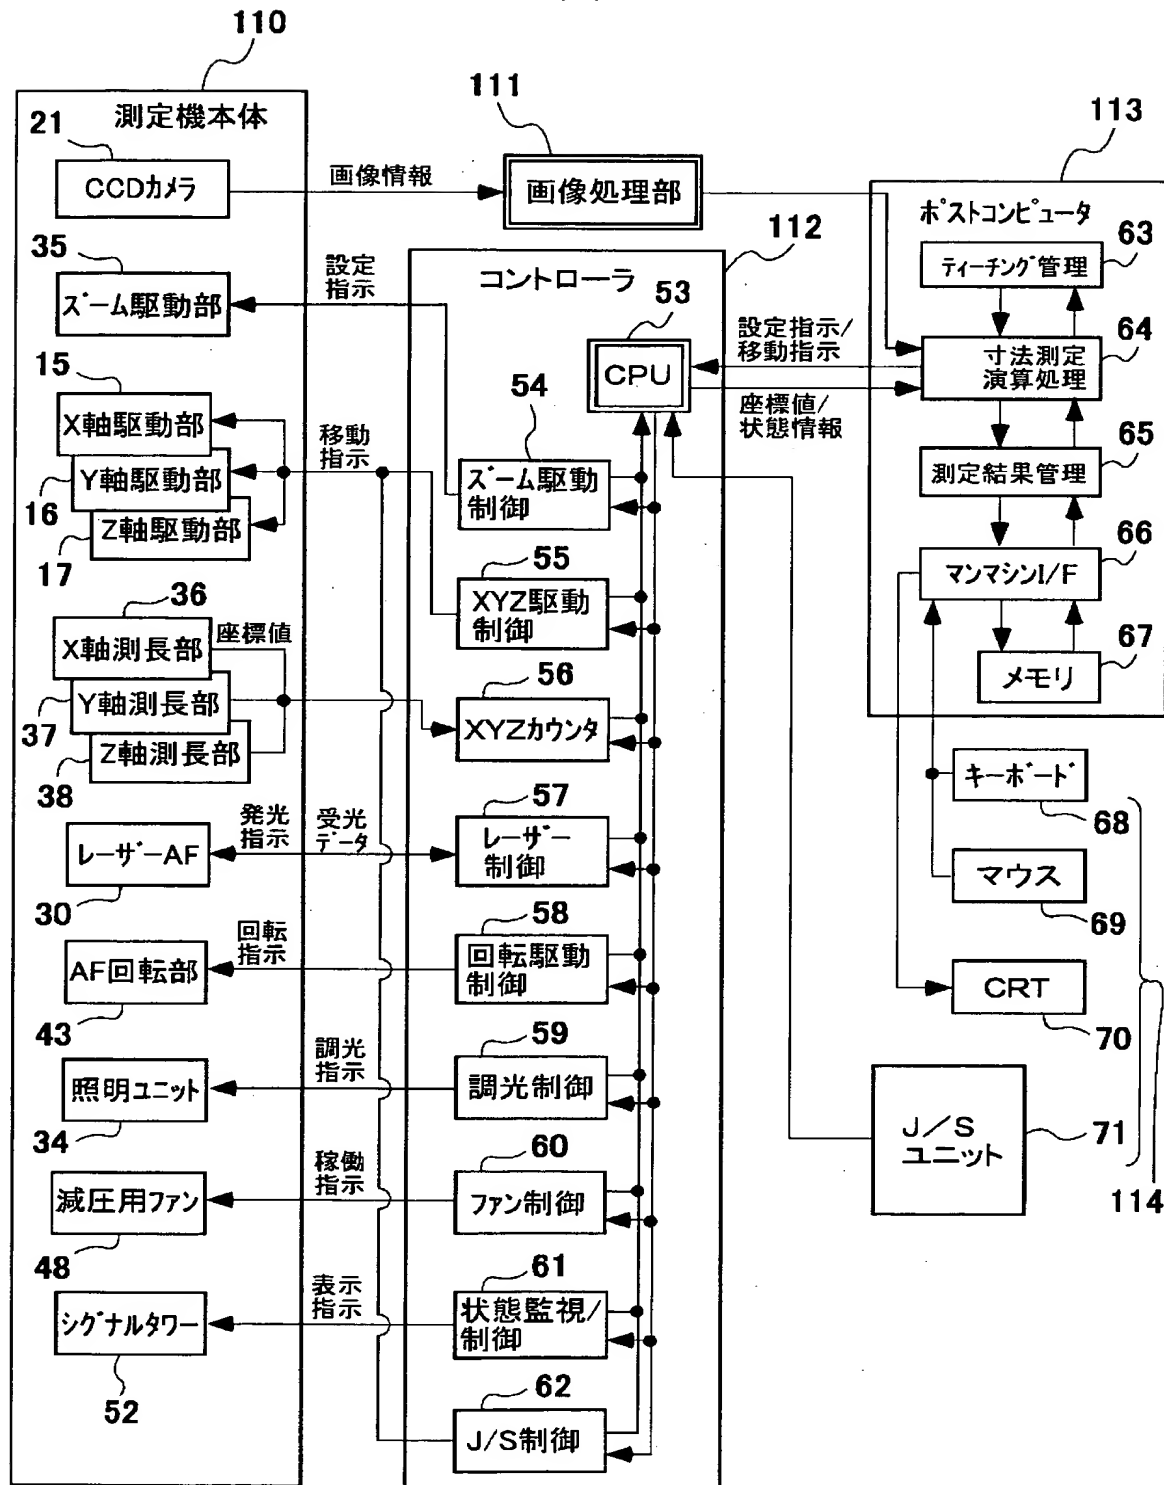 110
測定機本体
21
CCDカメラ
画像情報
111
画像処理部
113
ポストコンピュータ
63
ティーチング管理
64
寸法測定
演算処理
65
測定結果管理
66
マンマシンI/F
67
メモリ
35
ズーム駆動部
設定
指示
112
コントローラ
53
CPU
設定指示/
移動指示
座標値/
状態情報
15
X軸駆動部
16
Y軸駆動部
17
Z軸駆動部
移動
指示
54
ズーム駆動
制御
55
XYZ駆動
制御
36
X軸測長部
座標値
37
Y軸測長部
38
Z軸測長部
56
XYZカウンタ
キーボード
68
マウス
69
CRT
70
J/S
ユニット
71
114
発光
指示
受光
データ
レーザーAF
30
57
レーザー
制御
回転
指示
AF回転部
43
58
回転駆動
制御
調光
指示
照明ユニット
34
59
調光制御
稼働
指示
減圧用ファン
48
60
ファン制御
表示
指示
シグナルタワー
52
61
状態監視/
制御
62
J/S制御